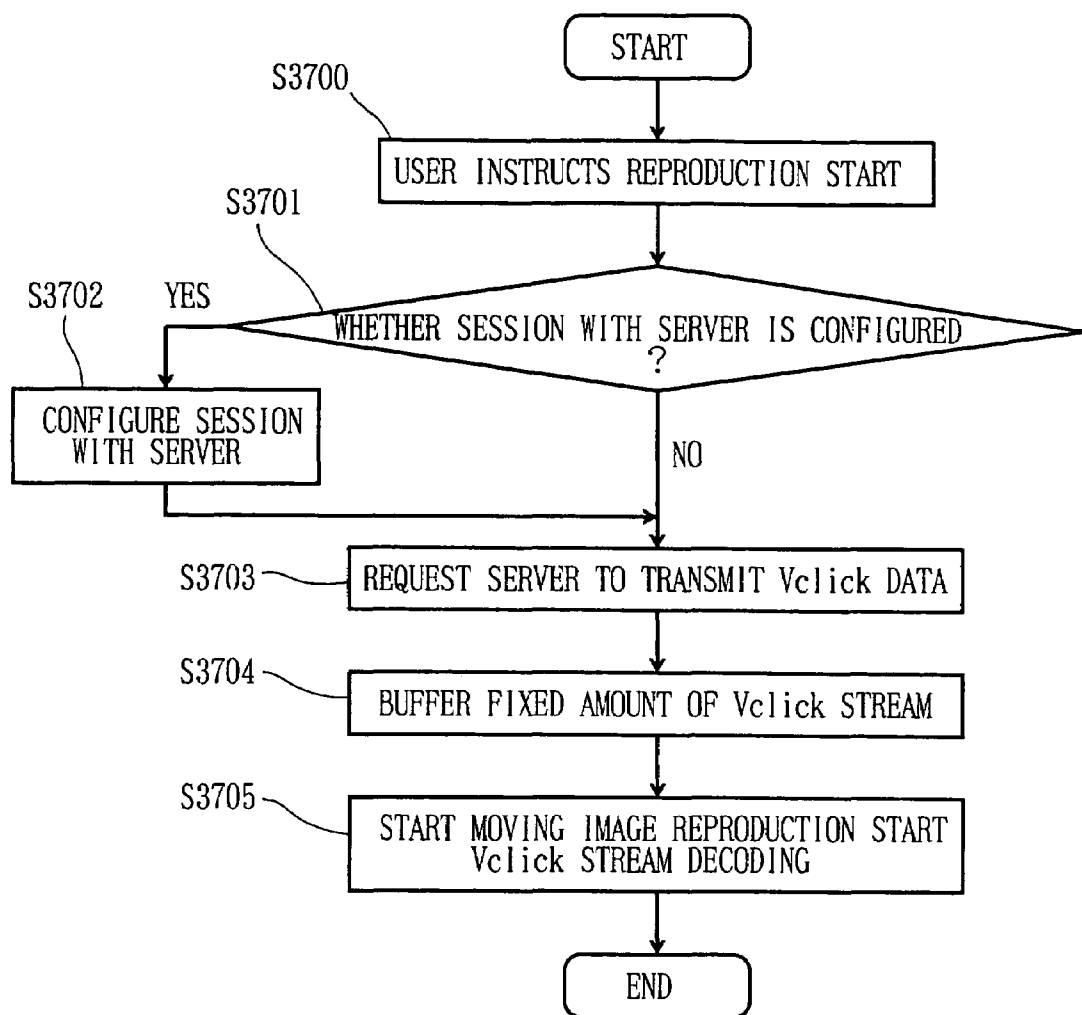 START
S3700
USER INSTRUCTS REPRODUCTION START
S3701
S3702
YES
WHETHER SESSION WITH SERVER IS CONFIGURED
?
CONFIGURE SESSION
WITH SERVER
NO
S3703
REQUEST SERVER TO TRANSMIT Vclick DATA
S3704
BUFFER FIXED AMOUNT OF Vclick STREAM
S3705
START MOVING IMAGE REPRODUCTION START
Vclick STREAM DECODING
END